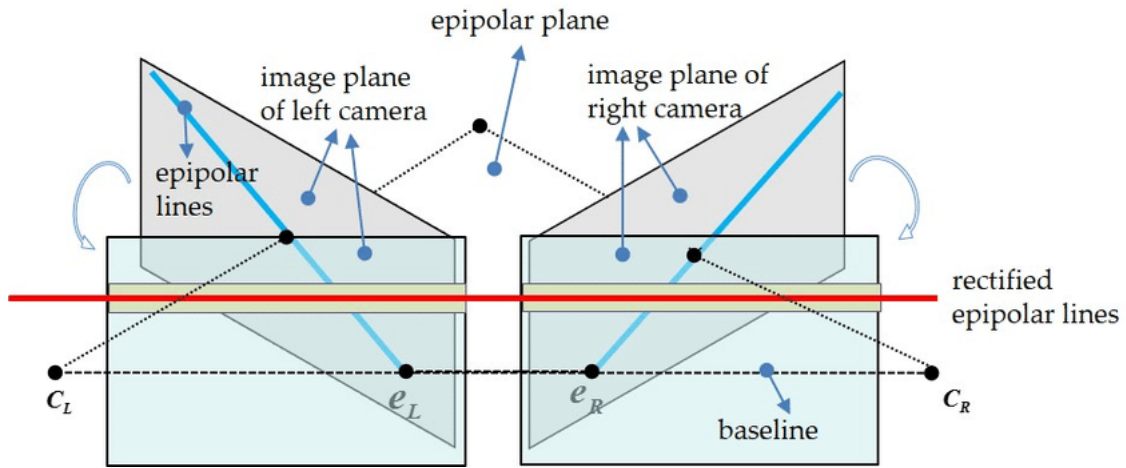 epipolar plane
image plane
of left camera
image plane of
right camera
epipolar
lines
rectified
epipolar lines
C_L
e_L
e_R
C_R
baseline